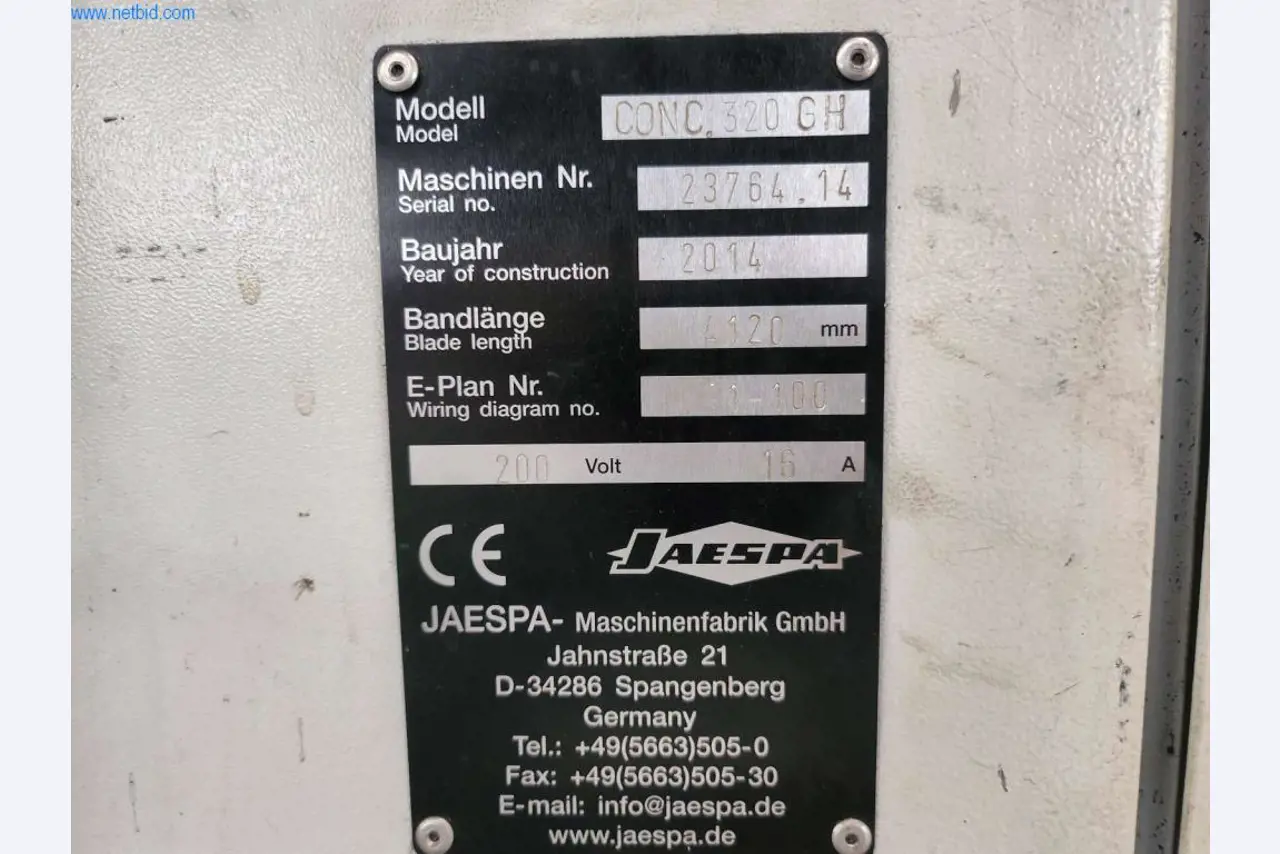 www.netbid.com
Modell CONC. 320 GH
Model
Maschinen Nr. 23764.14
Serial no.
Baujahr 2014
Year of construction
Bandlänge 4120 mm
Blade length
E-Plan Nr. 11-100
Wiring diagram no.
200 Volt 16 A
CE JAESPA
JAESPA- Maschinenfabrik GmbH
Jahnstraße 21
D-34286 Spangenberg
Germany
Tel.: +49(5663)505-0
Fax: +49(5663)505-30
E-mail: info@jaespa.de
www.jaespa.de